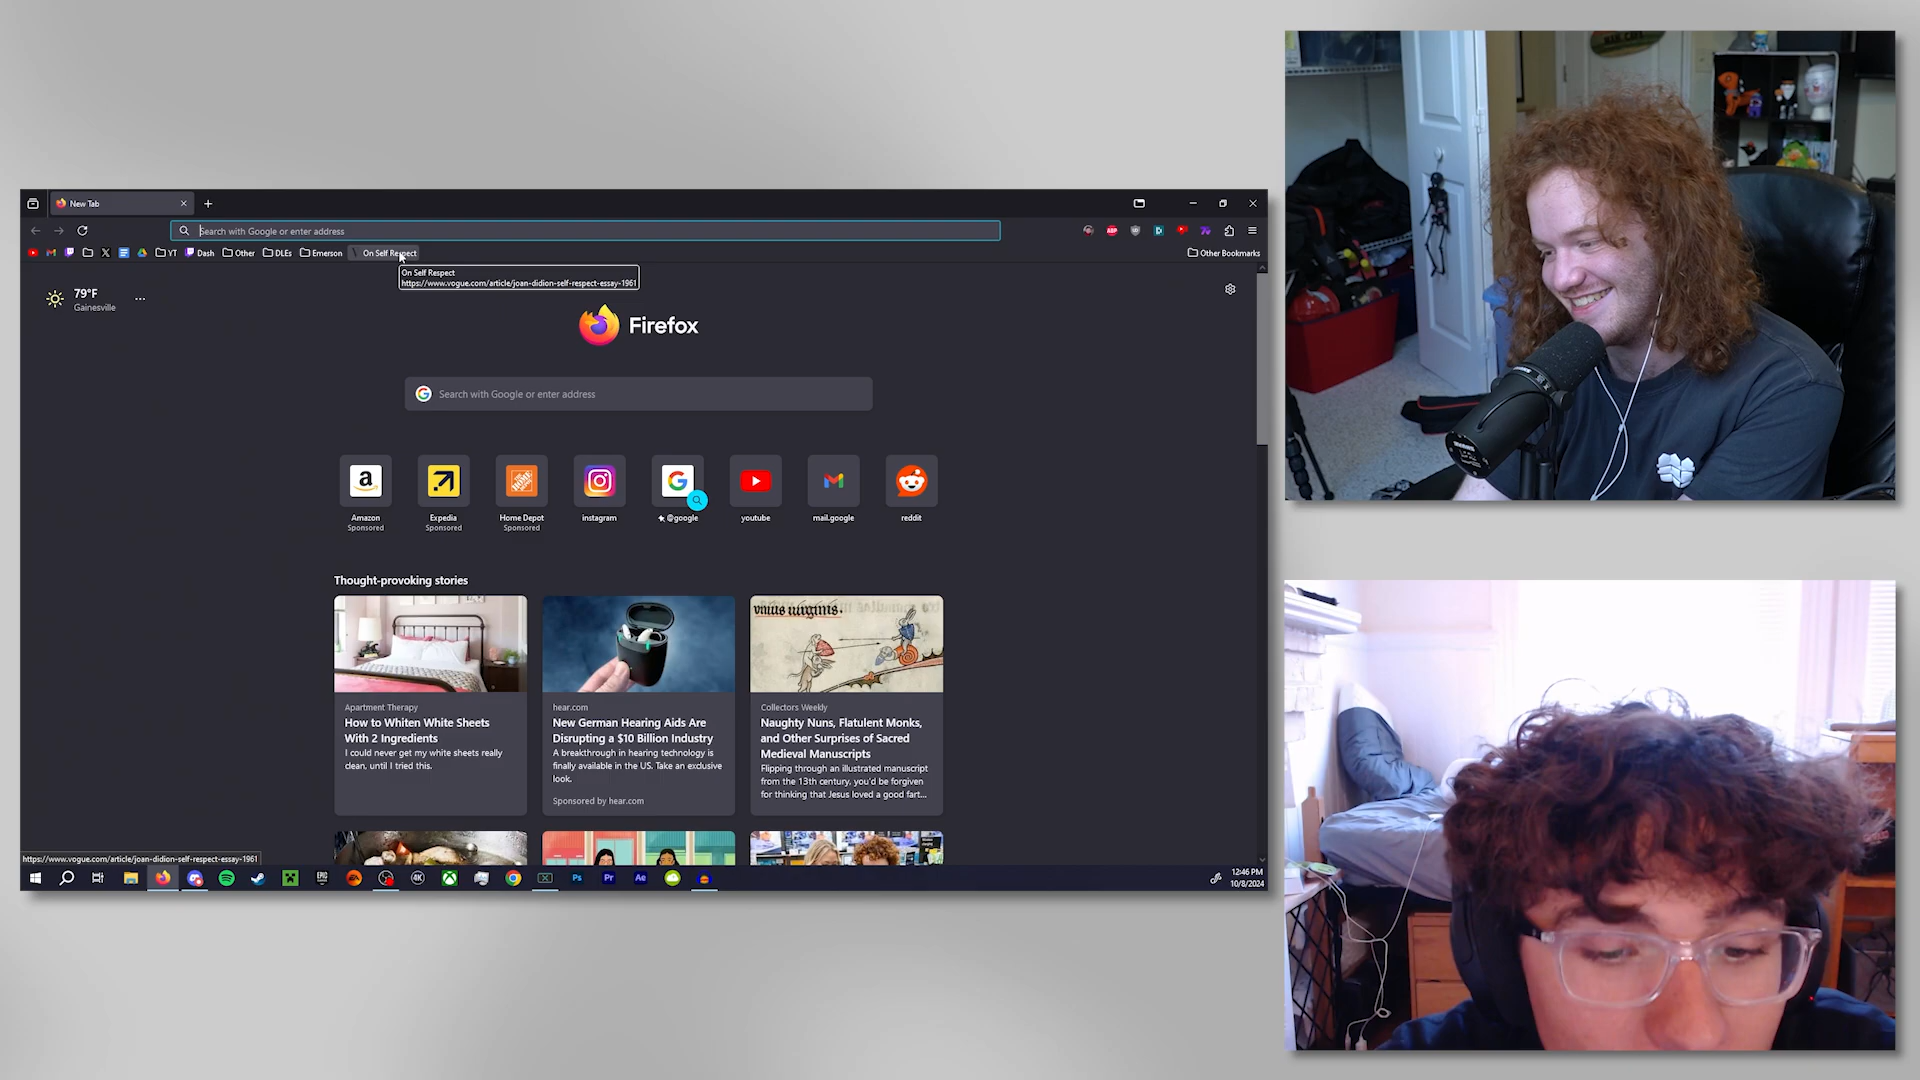 New Tab
Search with Google or enter address
YT
Dash
Other
DLEs
Emerson
On Self Respect
Other Bookmarks
On Self Respect
https://www.vogue.com/article/joan-didion-self-respect-essay-1961
79°F
Gainesville
Firefox
Search with Google or enter address
Amazon
Sponsored
Expedia
Sponsored
Home Depot
Sponsored
instagram
@google
youtube
mail.google
reddit
Thought-provoking stories
Apartment Therapy
How to Whiten White Sheets
With 2 Ingredients
I could never get my white sheets really
clean, until I tried this.
hear.com
New German Hearing Aids Are
Disrupting a $10 Billion Industry
A breakthrough in hearing technology is
finally available in the US. Take an exclusive
look.
Sponsored by hear.com
Collectors Weekly
Naughty Nuns, Flatulent Monks,
and Other Surprises of Sacred
Medieval Manuscripts
Flipping through an illustrated manuscript
from the 13th century, you'd be forgiven
for thinking that Jesus loved a good fart...
https://www.vogue.com/article/joan-didion-self-respect-essay-1961
EPIC
EA
4K
Ps
Pr
Ae
12:46 PM
10/8/2024